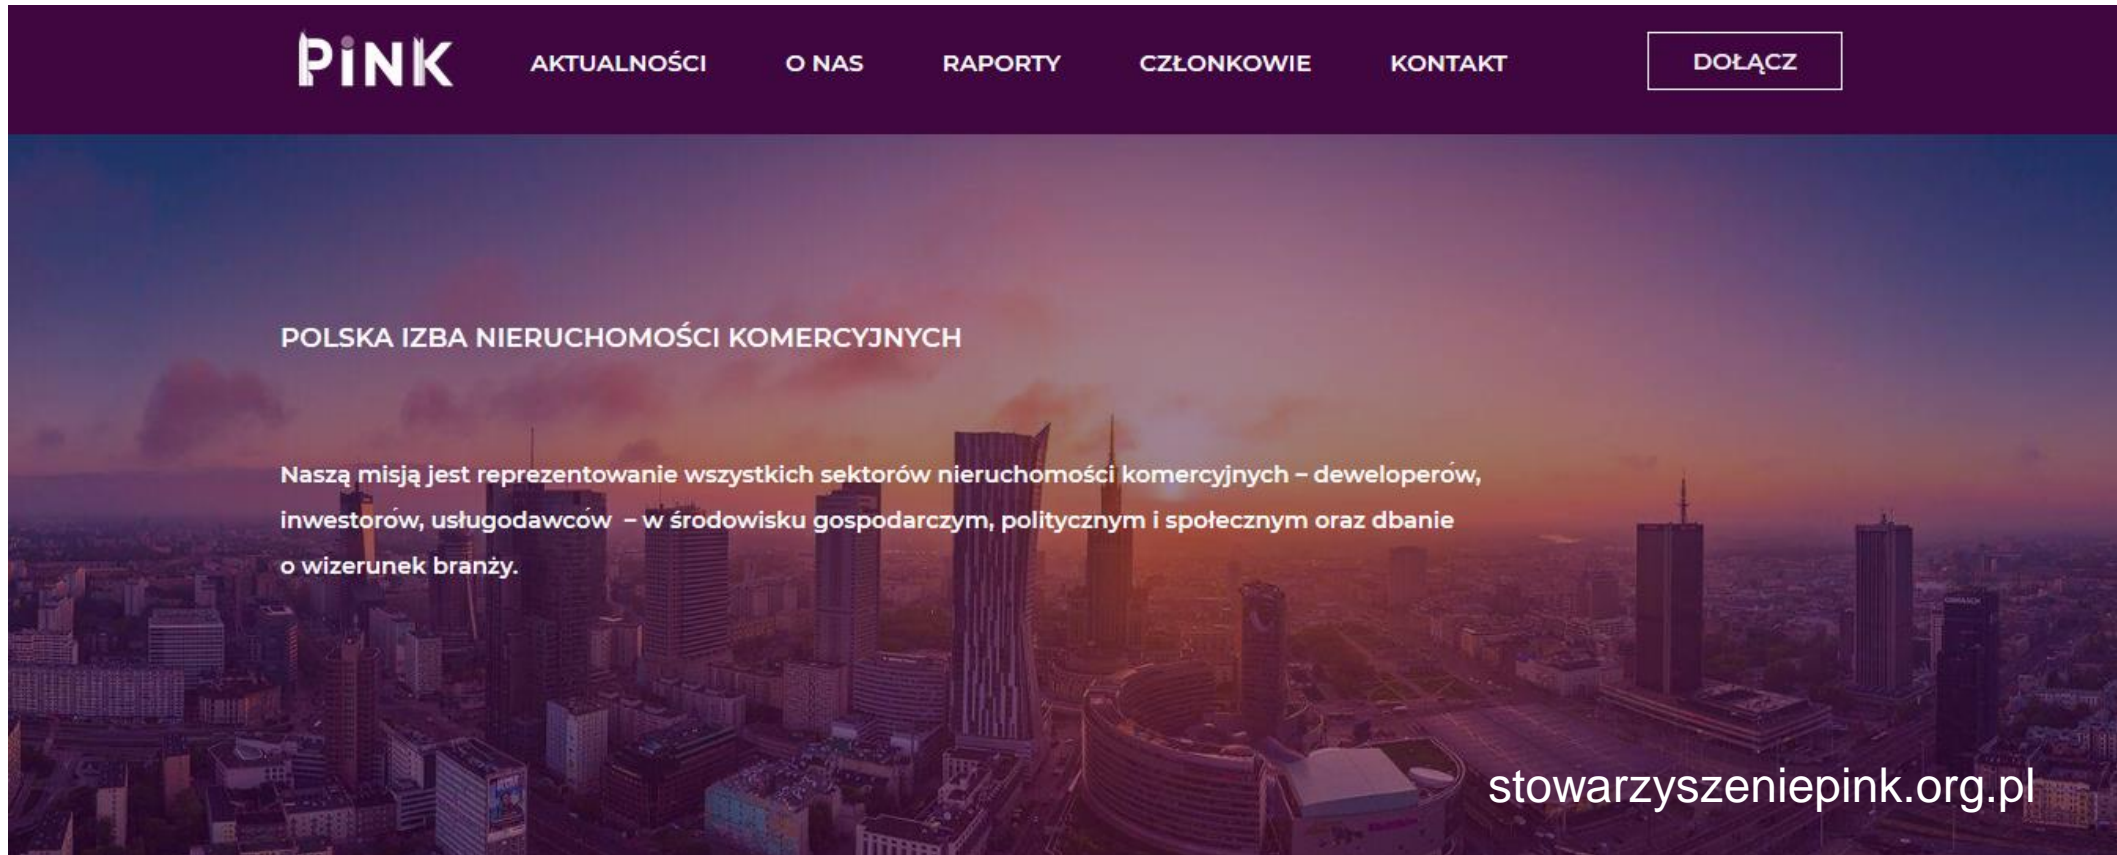 PiNK
AKTUALNOŚCI
O NAS
RAPORTY
CZŁONKOWIE
KONTAKT
DOŁĄCZ
POLSKA IZBA NIERUCHOMOŚCI KOMERCYJNYCH
Naszą misją jest reprezentowanie wszystkich sektorów nieruchomości komercyjnych – deweloperów,
inwestorów, usługodawców – w środowisku gospodarczym, politycznym i społecznym oraz dbanie
o wizerunek branży.
stowarzyszeniepink.org.pl